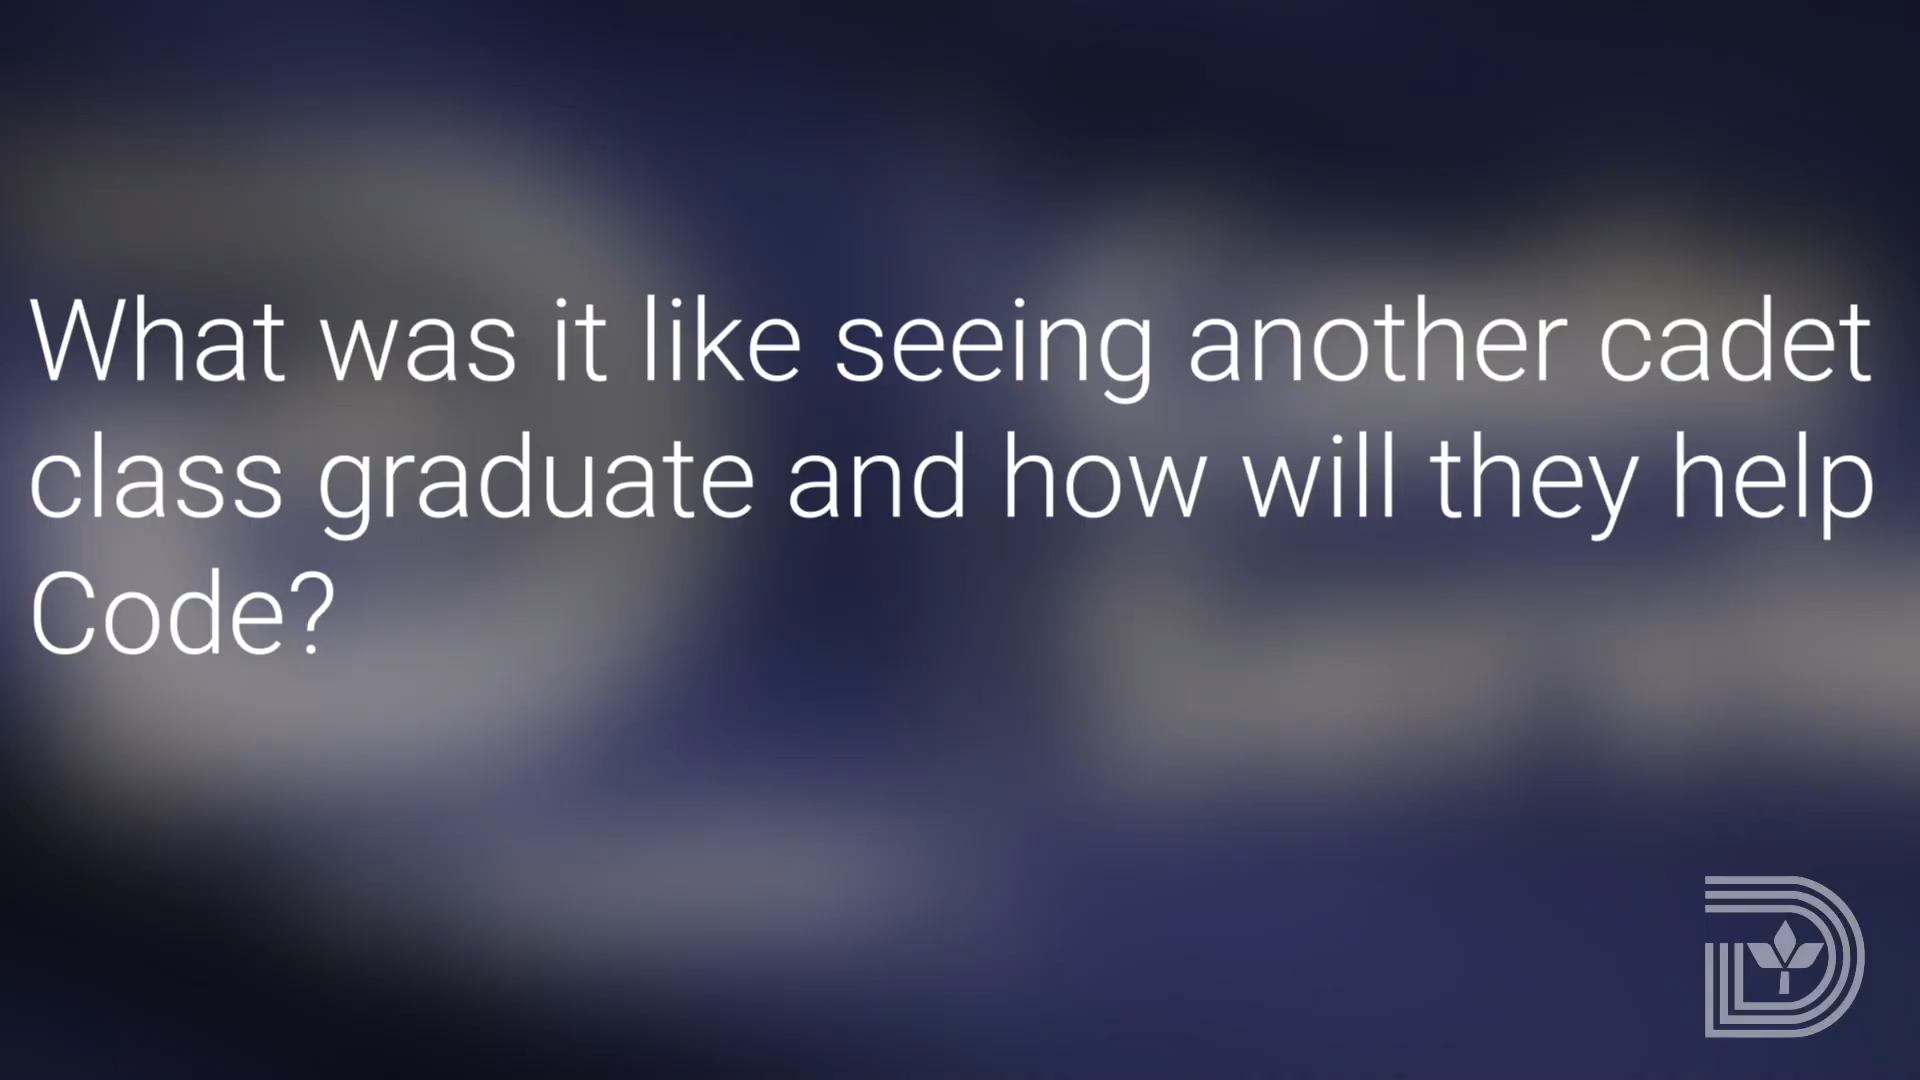 What was it like seeing another cadet
class graduate and how will they help
Code?